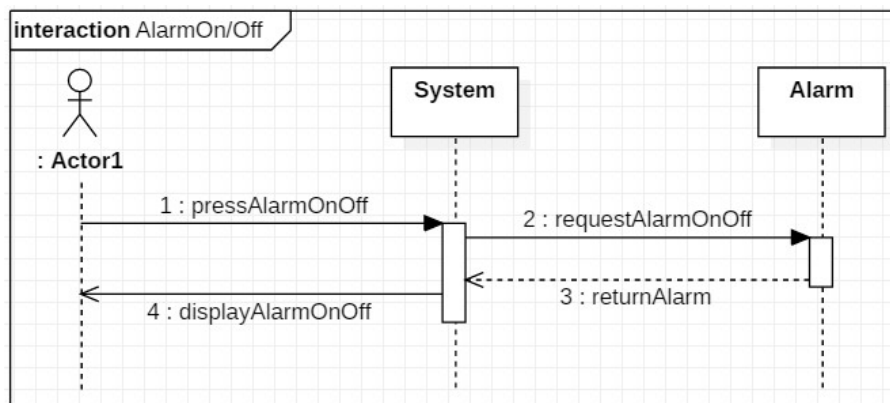 interaction AlarmOn/Off
System
Alarm
: Actor1
1 : pressAlarmOnOff
2 : requestAlarmOnOff
3 : returnAlarm
4 : displayAlarmOnOff